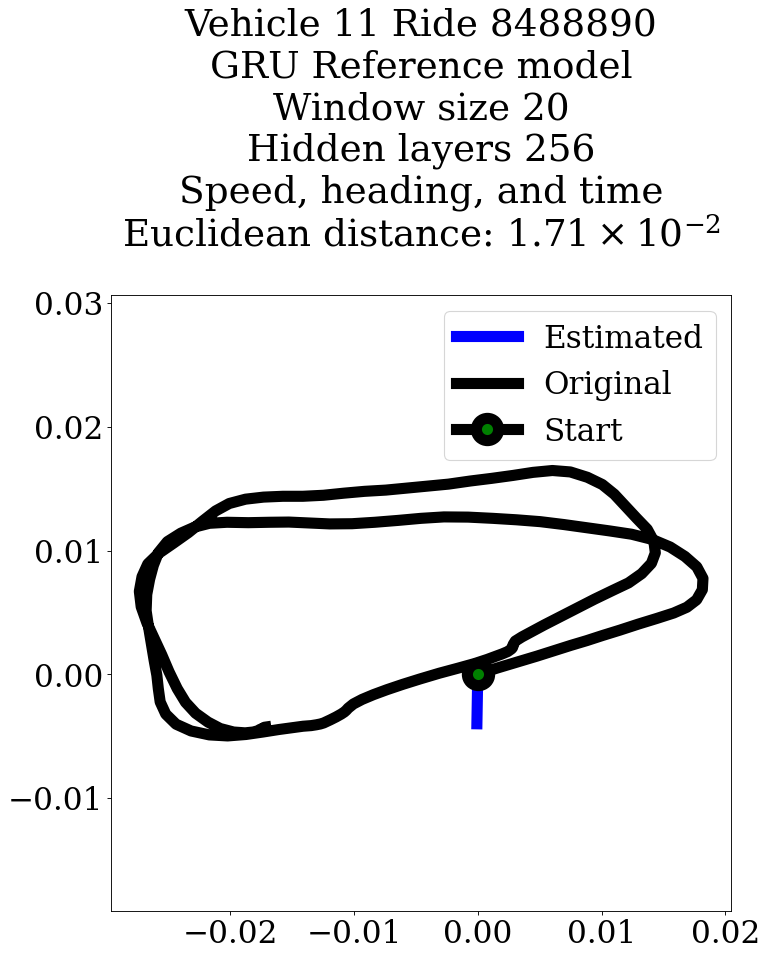 Vehicle 11 Ride 8488890
GRU Reference model
Window size 20
Hidden layers 256
Speed, heading, and time
Euclidean distance: 1.71 × 10⁻²
Estimated
Original
Start
0.03
0.02
0.01
0.00
−0.01
−0.02 −0.01 0.00 0.01 0.02